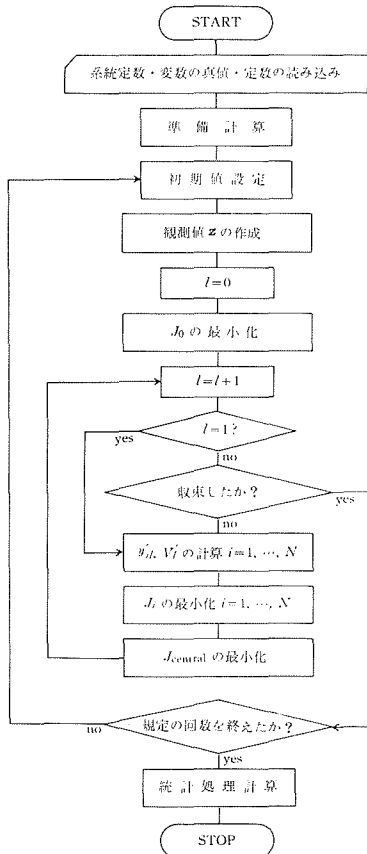 START
系統定数・変数の真値・定数の読み込み
準備計算
初期値設定
観測値 z の作成
l=0
J₀ の最小化
l=l+1
l=1?
yes
no
収束したか?
yes
no
の計算 i=1, …, N
の最小化 i=1, …, N
J_central の最小化
規定の回数を終えたか?
no
yes
統計処理計算
STOP